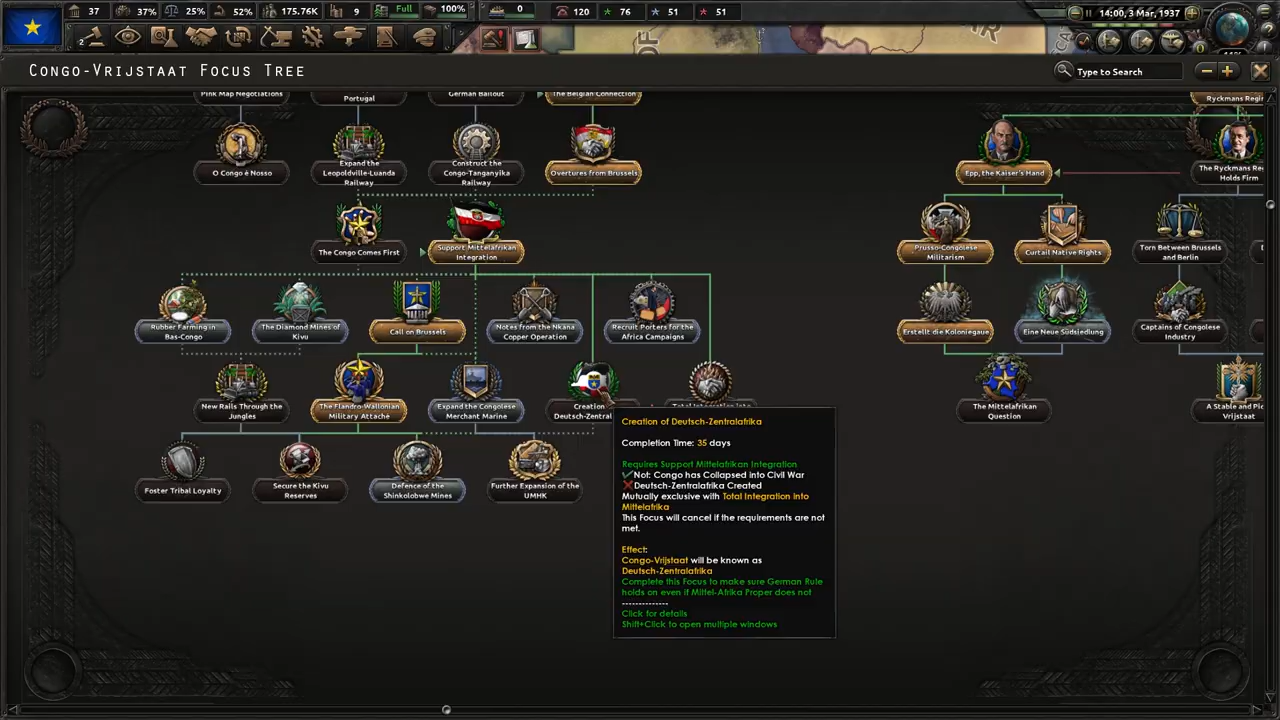 37
37%
25%
52%
175.76K
9
Full
100%
0
120
76
51
51
14:00, 3 Mar, 1937
2
0
Congo-Vrijstaat Focus Tree
Type to Search
Pink Map Negotiations
Portugal
German Bailout
The Belgian Connection
Ryckmans Regi
O Congo é Nosso
Expand the
Leopoldville-Luanda
Railway
Construct the
Congo-Tanganyika
Railway
Overtures from Brussels
Epp, the Kaiser's Hand
The Ryckmans Reg
Holds Firm
The Congo Comes First
Support Mittelafrikan
Integration
Prusso-Congolese
Militarism
Curtail Native Rights
Torn Between Brussels
and Berlin
Rubber Farming in
Bas-Congo
The Diamond Mines of
Kivu
Call on Brussels
Notes from the Nkana
Copper Operation
Recruit Porters for the
Africa Campaigns
Erstellt die Koloniegaue
Eine Neue Südsiedlung
Captains of Congolese
Industry
New Rails Through the
Jungles
The Flandro-Wallonian
Military Attaché
Expand the Congolese
Merchant Marine
Creation
Deutsch-Zentral
Total Integration into
The Mittelafrikan
Question
A Stable and Pio
Vrijstaat
Foster Tribal Loyalty
Secure the Kivu
Reserves
Defence of the
Shinkolobwe Mines
Further Expansion of the
UMHK
Creation of Deutsch-Zentralafrika
Completion Time: 35 days
Requires Support Mittelafrikan Integration
Not: Congo has Collapsed into Civil War
Deutsch-Zentralafrika Created
Mutually exclusive with Total Integration into
Mittelafrika
This Focus will cancel if the requirements are not
met.
Effect:
Congo-Vrijstaat will be known as
Deutsch-Zentralafrika
Complete this Focus to make sure German Rule
holds on even if Mittel-Afrika Proper does not
--------------
Click for details
Shift+Click to open multiple windows